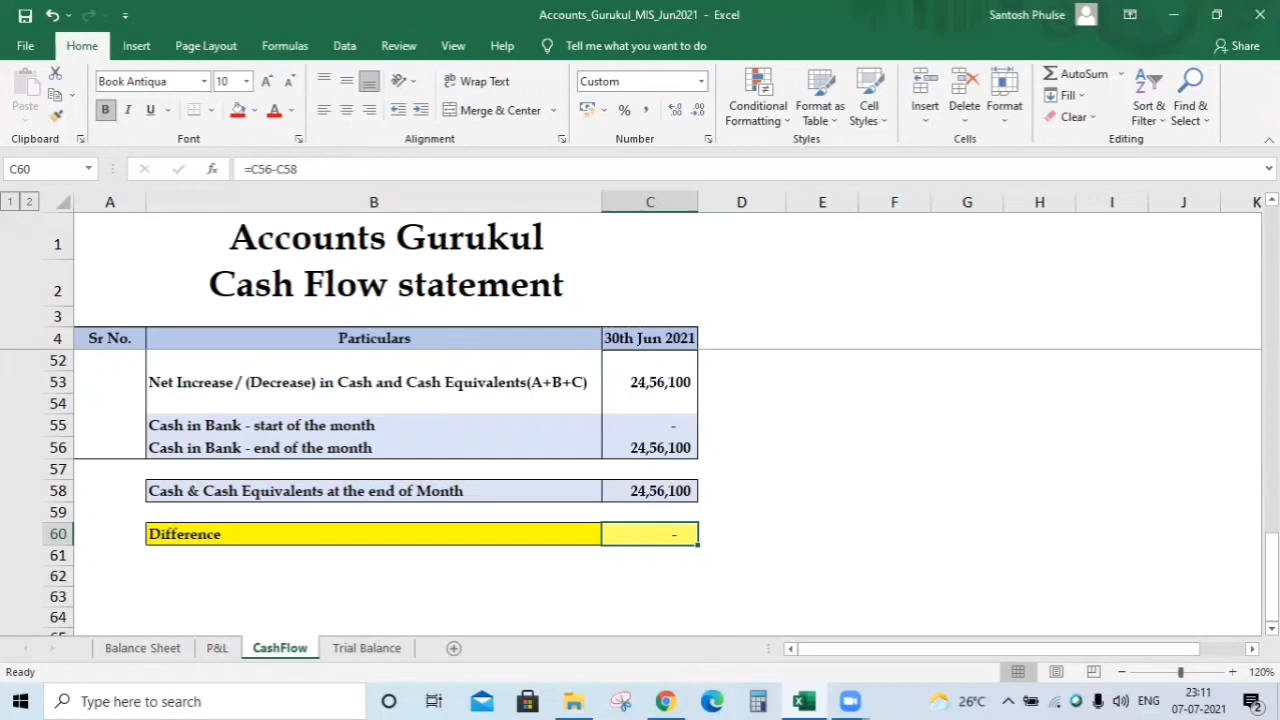 Accounts_Gurukul_MIS_Jun2021 - Excel
Santosh Phulse
File Home Insert Page Layout Formulas Data Review View Help Tell me what you want to do Share
Paste
Clipboard
Book Antiqua 10
B I U
Font
Wrap Text
Merge & Center
Alignment
Custom
%
Number
Conditional Formatting
Format as Table
Cell Styles
Styles
Insert Delete Format
Cells
AutoSum
Fill
Clear
Sort & Filter
Find & Select
Editing
C60 fx =C56-C58
1 2
A B C D E F G H I J K
1 Accounts Gurukul
2 Cash Flow statement
3
4 Sr No. Particulars 30th Jun 2021
52
53 Net Increase/(Decrease) in Cash and Cash Equivalents(A+B+C) 24,56,100
54
55 Cash in Bank - start of the month -
56 Cash in Bank - end of the month 24,56,100
57
58 Cash & Cash Equivalents at the end of Month 24,56,100
59
60 Difference -
61
62
63
64
Balance Sheet P&L CashFlow Trial Balance
Ready 120%
Type here to search
26°C ENG
23:11
07-07-2021
2